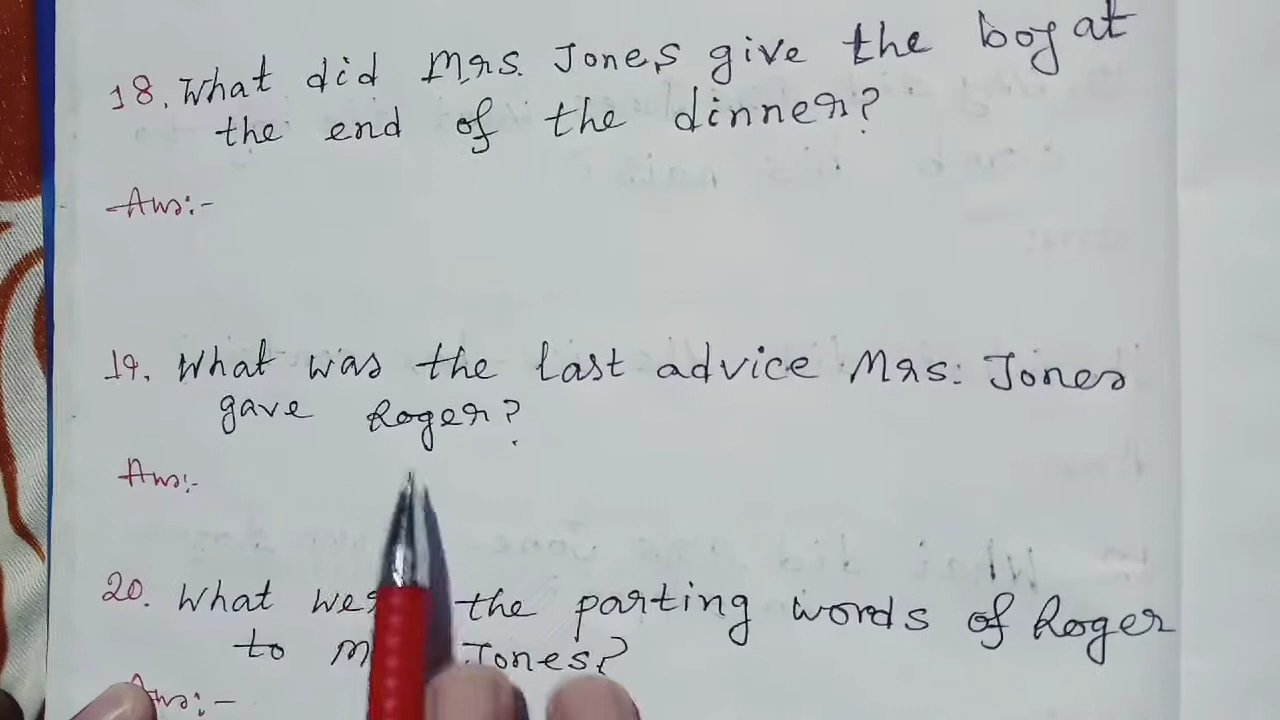 18. What did Mrs. Jones give the boy at
the end of the dinner?
Ans:-
19. What was the last advice Mrs. Jones
gave Roger?
Ans:-
20. What the parting words of Roger
to Jones?
Ans:-